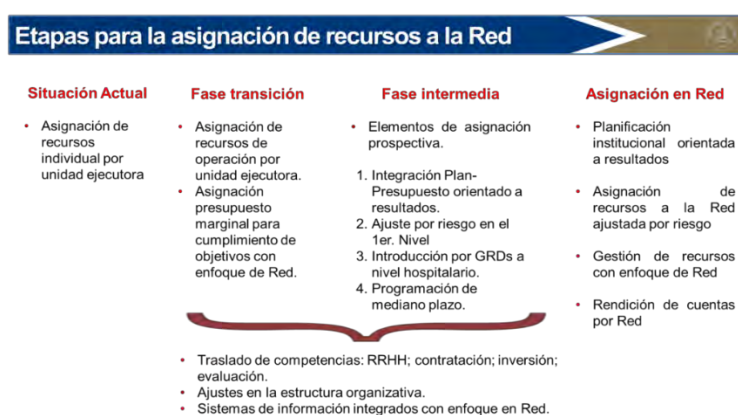 Etapas para la asignación de recursos a la Red
Situación Actual
• Asignación de
recursos
individual por
unidad ejecutora
Fase transición
• Asignación de
recursos de
operación por
unidad ejecutora.
• Asignación
presupuesto
marginal para
cumplimiento de
objetivos con
enfoque de Red.
Fase intermedia
• Elementos de asignación
prospectiva.
1. Integración Plan-
Presupuesto orientado a
resultados.
2. Ajuste por riesgo en el
1er. Nivel
3. Introducción por GRDs a
nivel hospitalario.
4. Programación de
mediano plazo.
Asignación en Red
• Planificación
institucional orientada
a resultados
• Asignación de
recursos a la Red
ajustada por riesgo
• Gestión de recursos
con enfoque de Red
• Rendición de cuentas
por Red
• Traslado de competencias: RRHH; contratación; inversión;
evaluación.
• Ajustes en la estructura organizativa.
• Sistemas de información integrados con enfoque en Red.